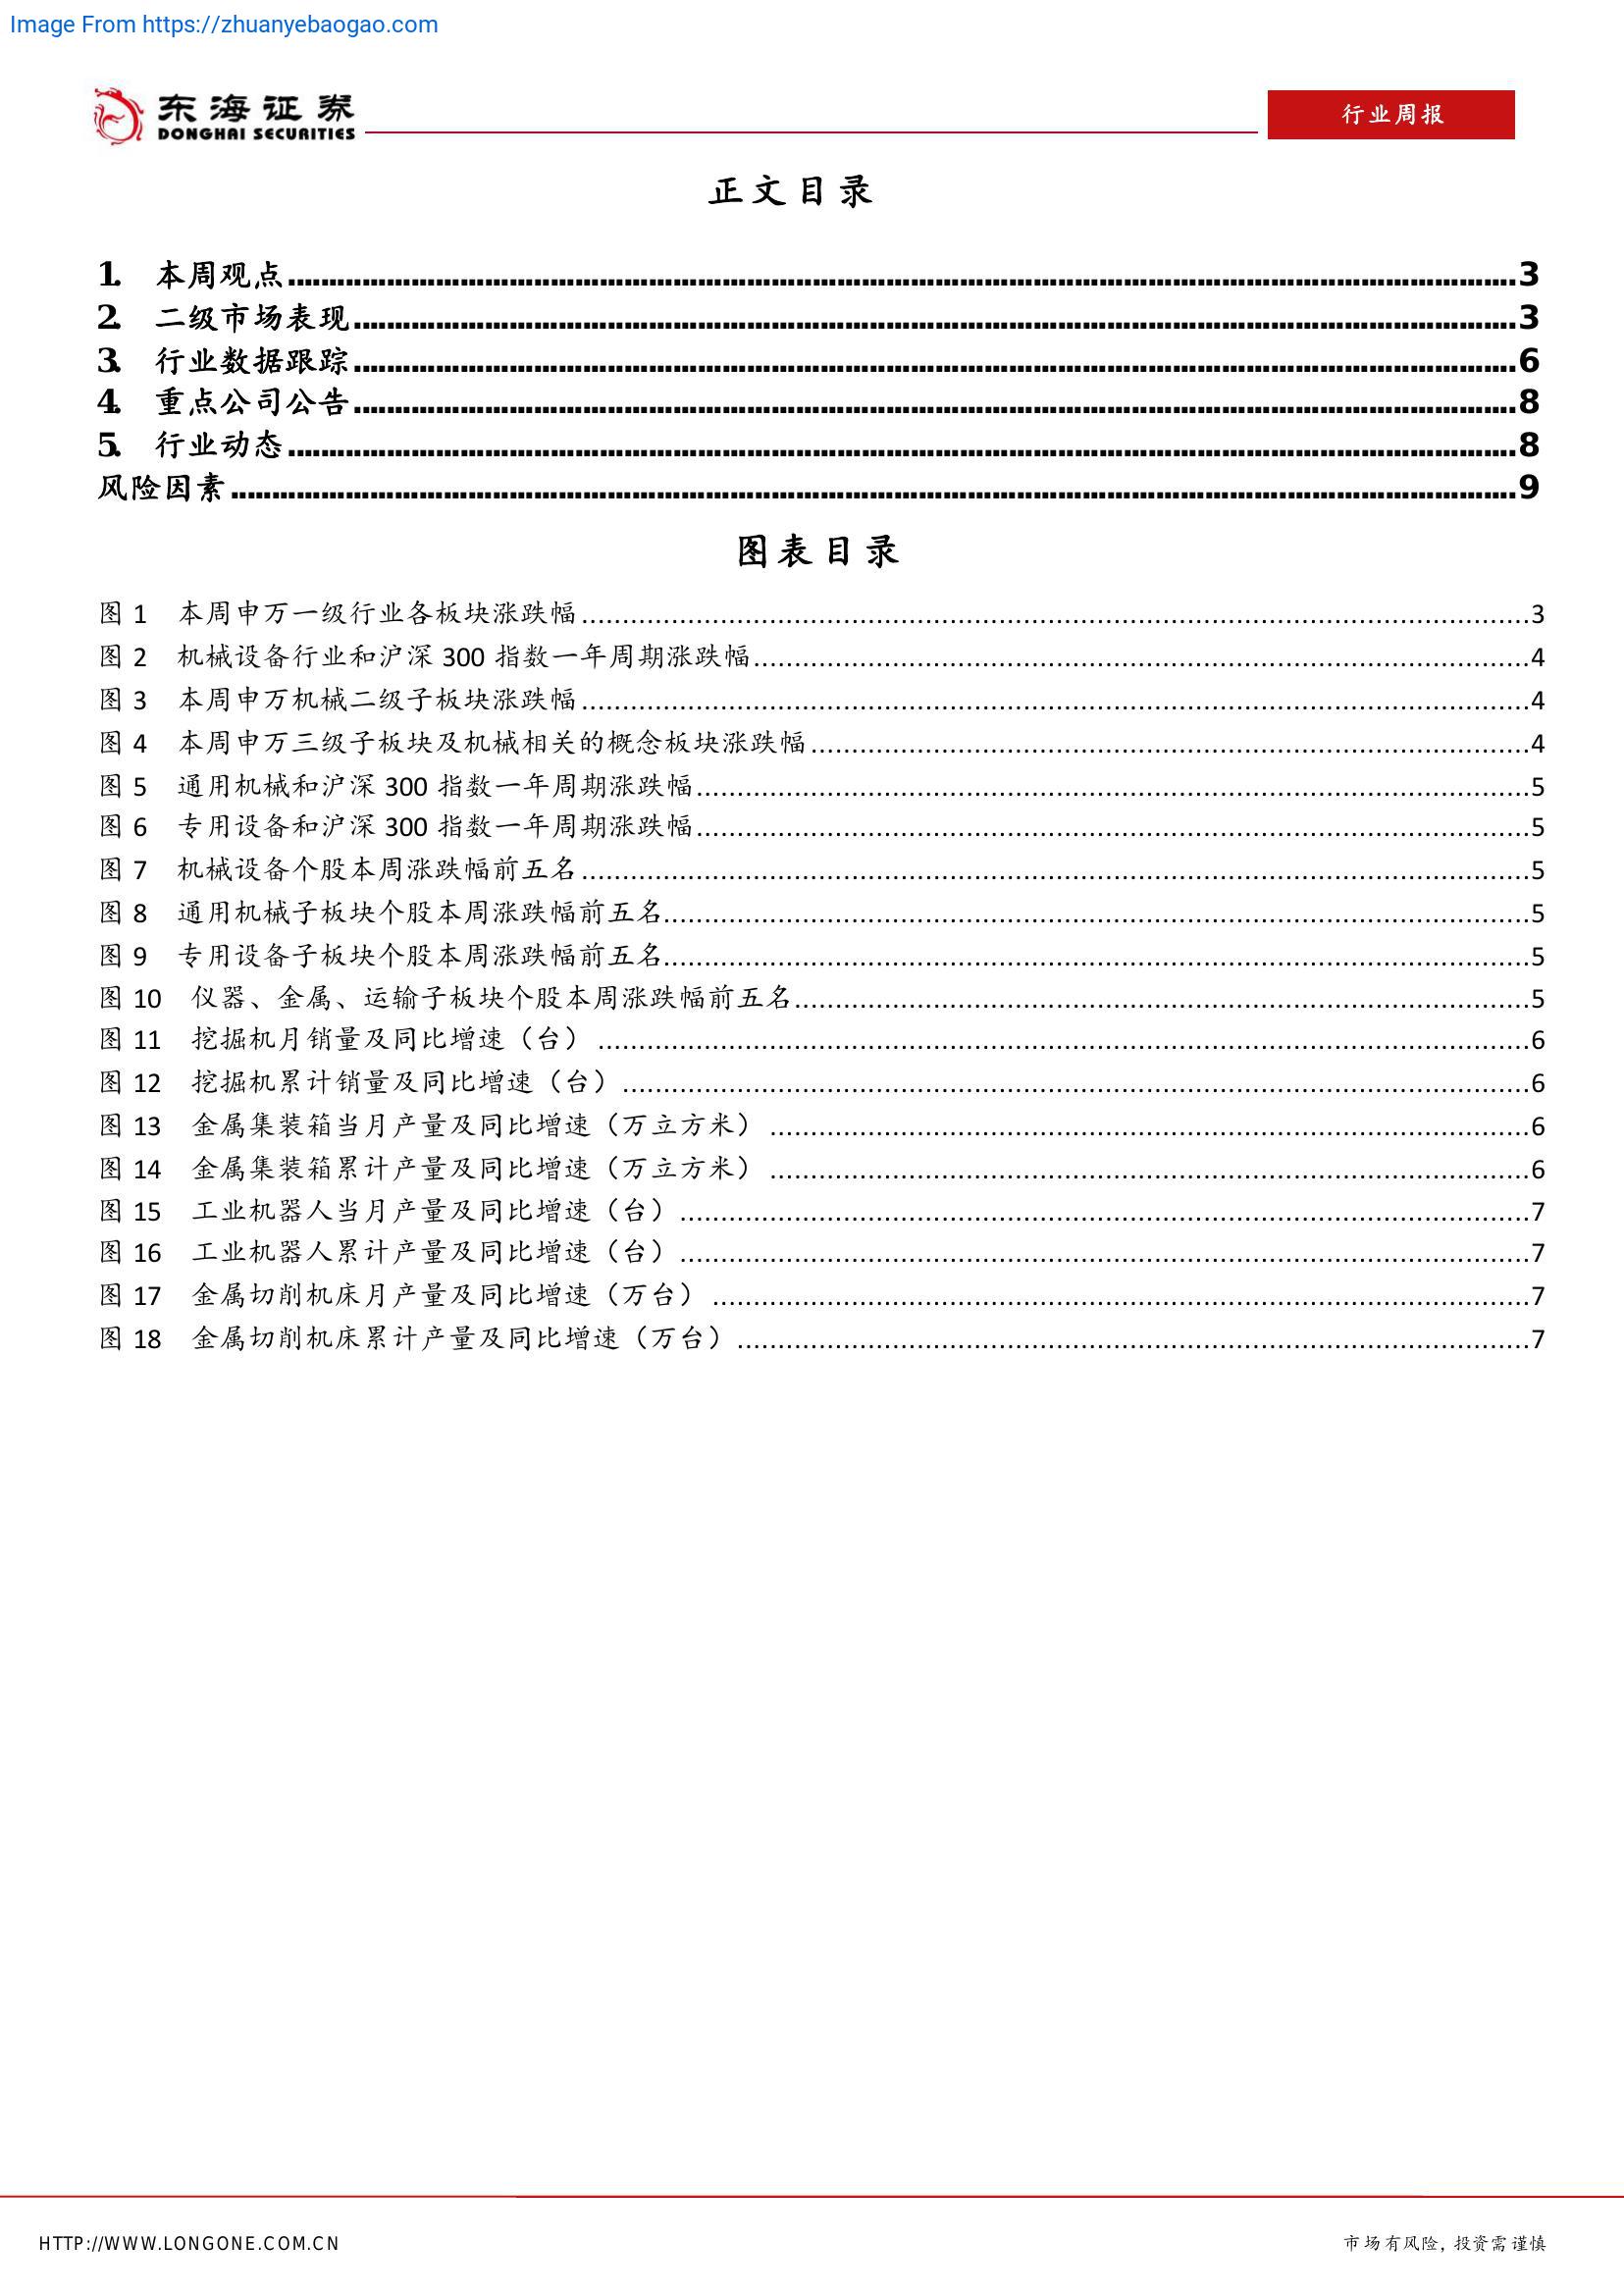 Image From https://zhuanyebaogao.com
东海证券
DONGHAI SECURITIES
行业周报
正文目录
1. 本周观点........................................3
2. 二级市场表现........................................3
3. 行业数据跟踪........................................6
4. 重点公司公告........................................8
5. 行业动态........................................8
风险因素........................................9
图表目录
图 1 本周申万一级行业各板块涨跌幅........................................3
图 2 机械设备行业和沪深 300 指数一年周期涨跌幅........................................4
图 3 本周申万机械二级子板块涨跌幅........................................4
图 4 本周申万三级子板块及机械相关的概念板块涨跌幅........................................4
图 5 通用机械和沪深 300 指数一年周期涨跌幅........................................5
图 6 专用设备和沪深 300 指数一年周期涨跌幅........................................5
图 7 机械设备个股本周涨跌幅前五名........................................5
图 8 通用机械子板块个股本周涨跌幅前五名........................................5
图 9 专用设备子板块个股本周涨跌幅前五名........................................5
图 10 仪器、金属、运输子板块个股本周涨跌幅前五名........................................5
图 11 挖掘机月销量及同比增速（台）........................................6
图 12 挖掘机累计销量及同比增速（台）........................................6
图 13 金属集装箱当月产量及同比增速（万立方米）........................................6
图 14 金属集装箱累计产量及同比增速（万立方米）........................................6
图 15 工业机器人当月产量及同比增速（台）........................................7
图 16 工业机器人累计产量及同比增速（台）........................................7
图 17 金属切削机床月产量及同比增速（万台）........................................7
图 18 金属切削机床累计产量及同比增速（万台）........................................7
HTTP://WWW.LONGONE.COM.CN
市场有风险, 投资需谨慎